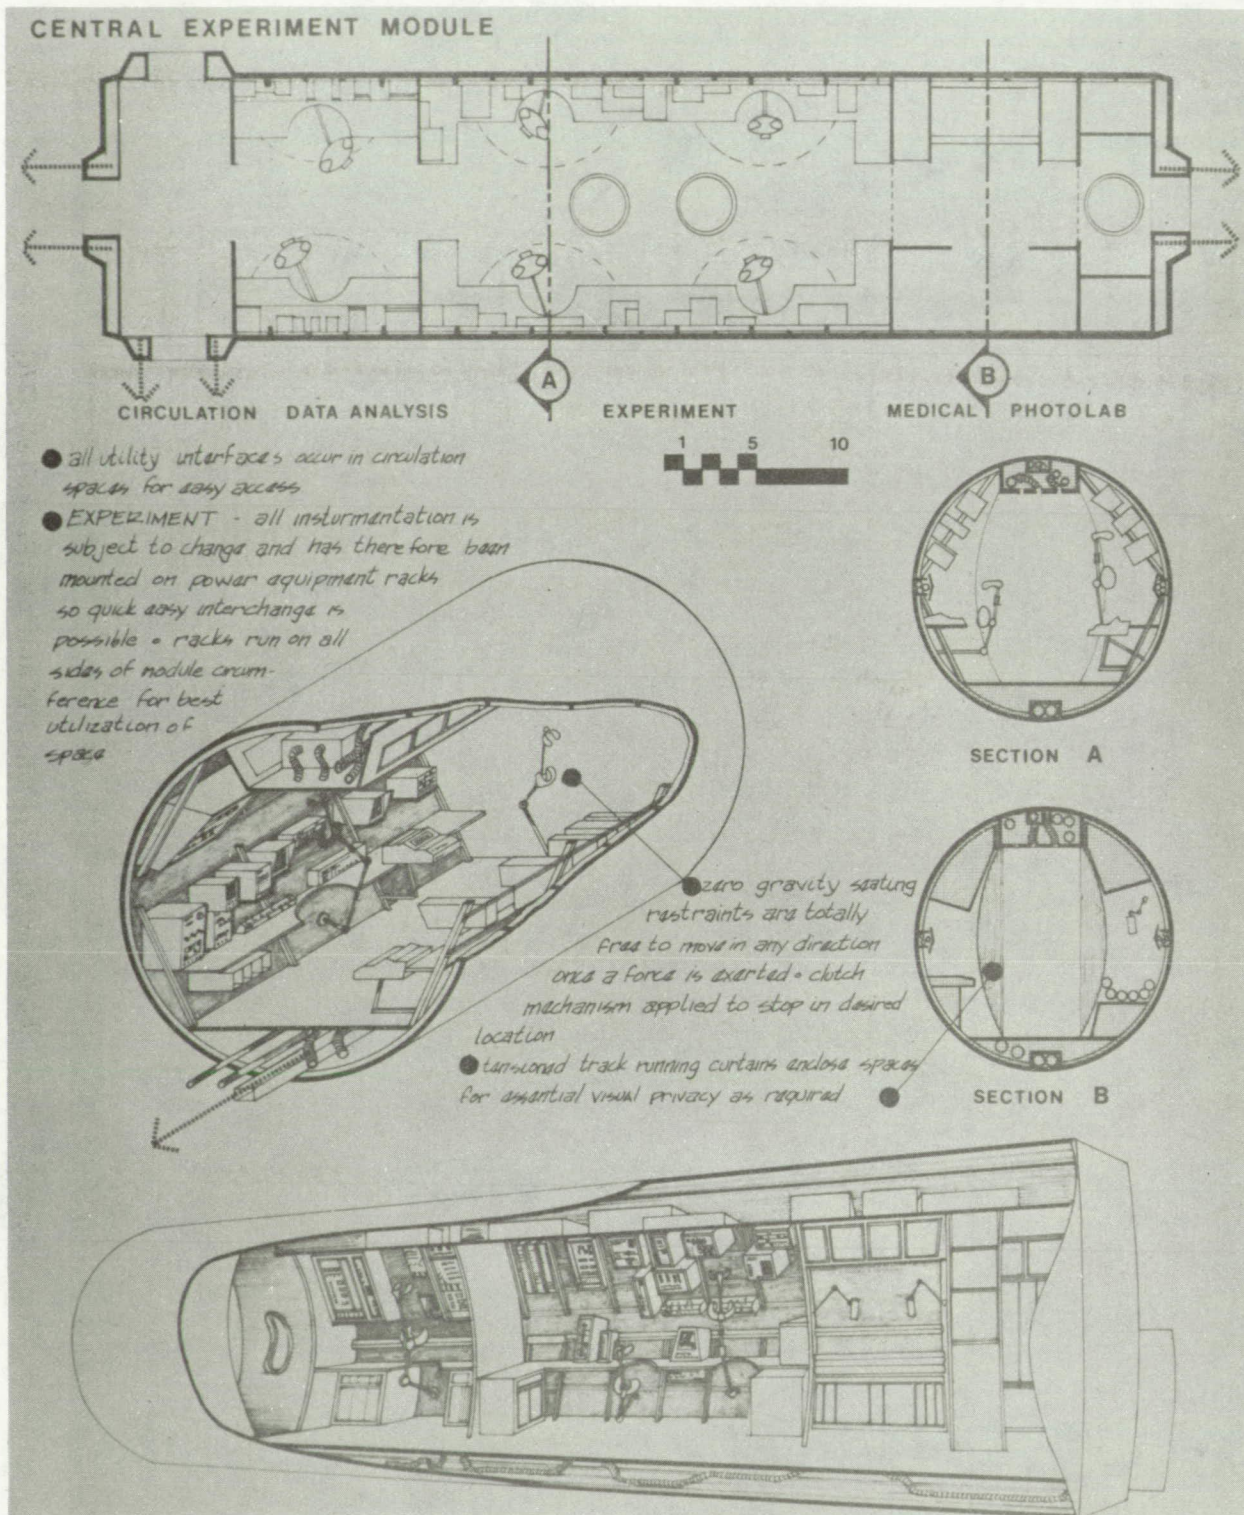 CENTRAL EXPERIMENT MODULE
A
B
CIRCULATION DATA ANALYSIS EXPERIMENT MEDICAL PHOTOLAB
1 5 10
● all utility interfaces occur in circulation
spaces for easy access
● EXPERIMENT - all insturmentation is
subject to change and has therefore been
mounted on power equipment racks
so quick easy interchange is
possible • racks run on all
sides of module circum-
ference for best
utilization of
space
SECTION A
● zero gravity seating
restraints are totally
free to move in any direction
once a force is exerted • clutch
mechanism applied to stop in desired
location
● tensioned track running curtains enclose spaces
for essential visual privacy as required
SECTION B